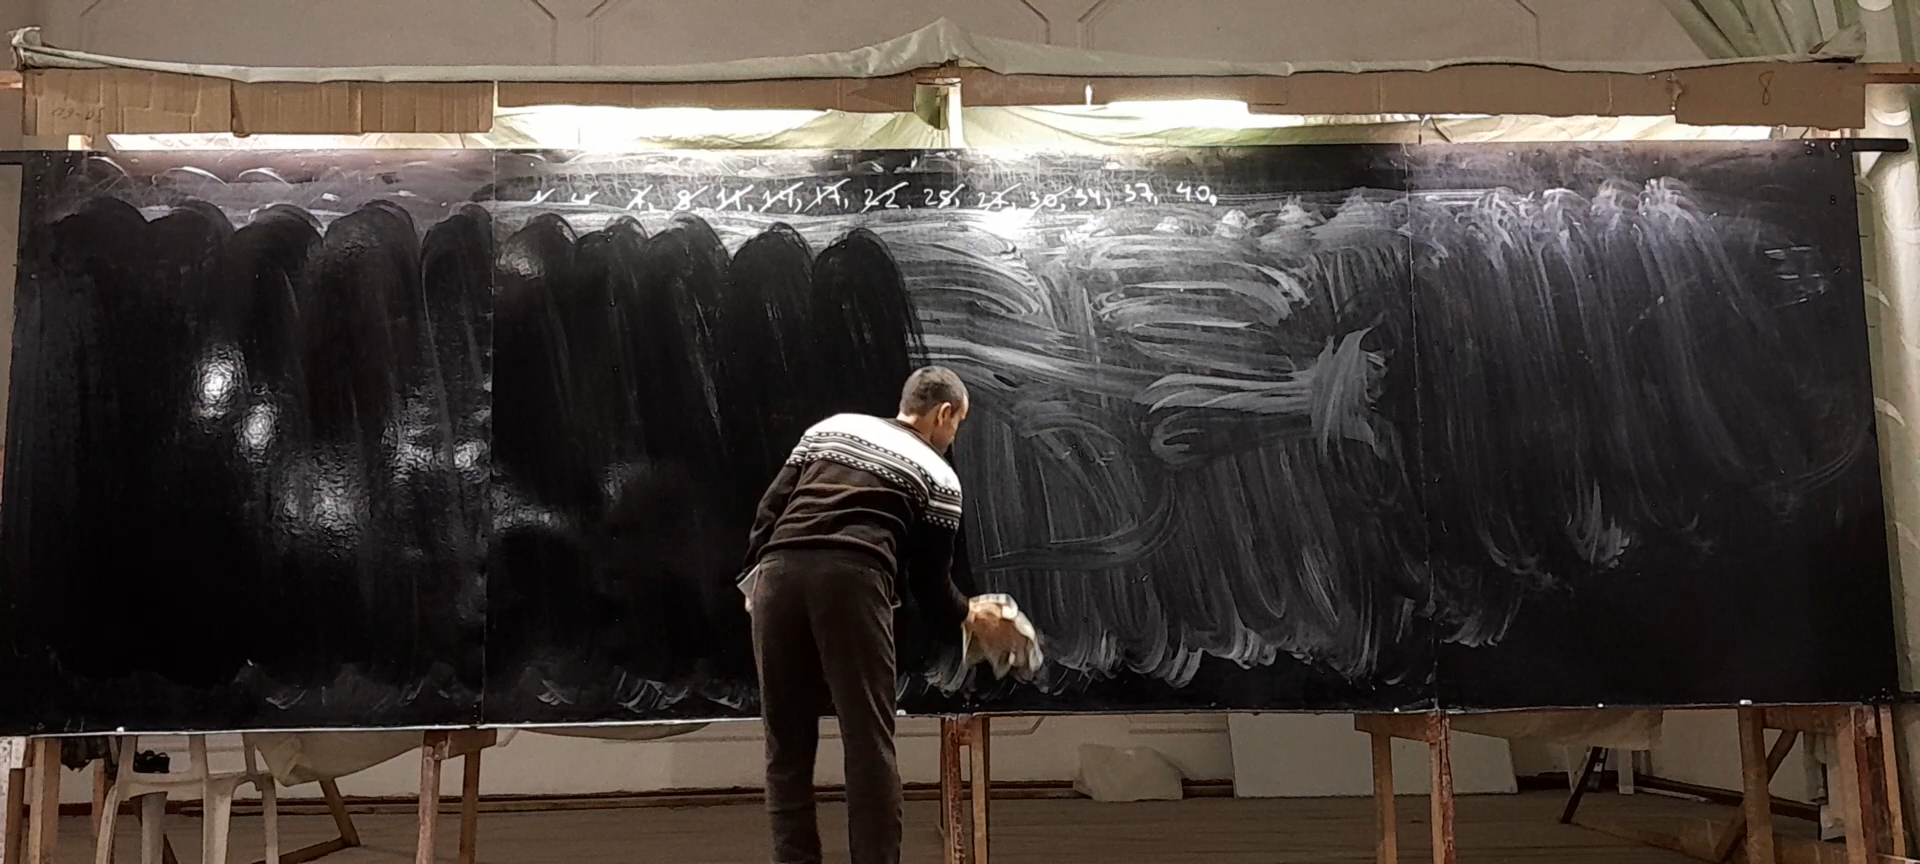 8
7, 8, 11, 14, 17, 22, 25, 27, 30, 34, 37, 40,